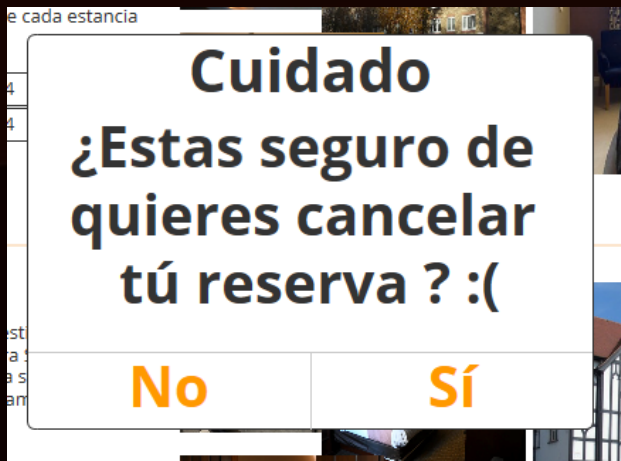 e cada estancia
4
4
Cuidado
¿Estas seguro de
quieres cancelar
tú reserva ? :(
No
Sí